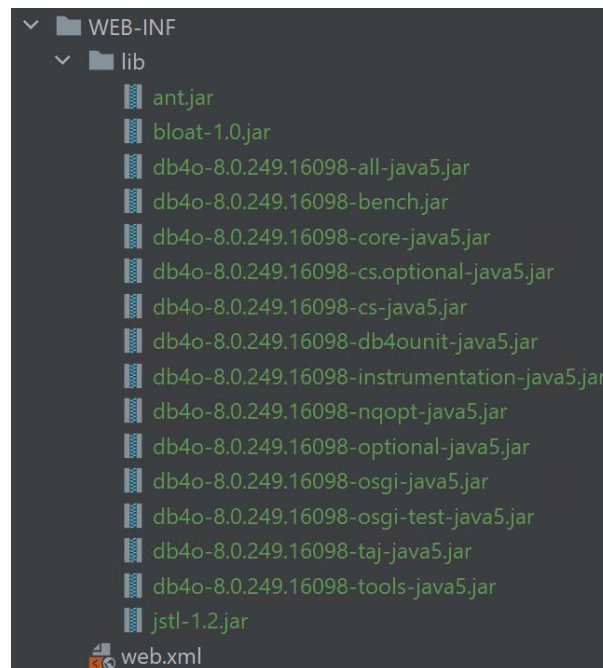 WEB-INF
lib
ant.jar
bloat-1.0.jar
db4o-8.0.249.16098-all-java5.jar
db4o-8.0.249.16098-bench.jar
db4o-8.0.249.16098-core-java5.jar
db4o-8.0.249.16098-cs.optional-java5.jar
db4o-8.0.249.16098-cs-java5.jar
db4o-8.0.249.16098-db4ounit-java5.jar
db4o-8.0.249.16098-instrumentation-java5.jar
db4o-8.0.249.16098-nqopt-java5.jar
db4o-8.0.249.16098-optional-java5.jar
db4o-8.0.249.16098-osgi-java5.jar
db4o-8.0.249.16098-osgi-test-java5.jar
db4o-8.0.249.16098-taj-java5.jar
db4o-8.0.249.16098-tools-java5.jar
jstl-1.2.jar
web.xml